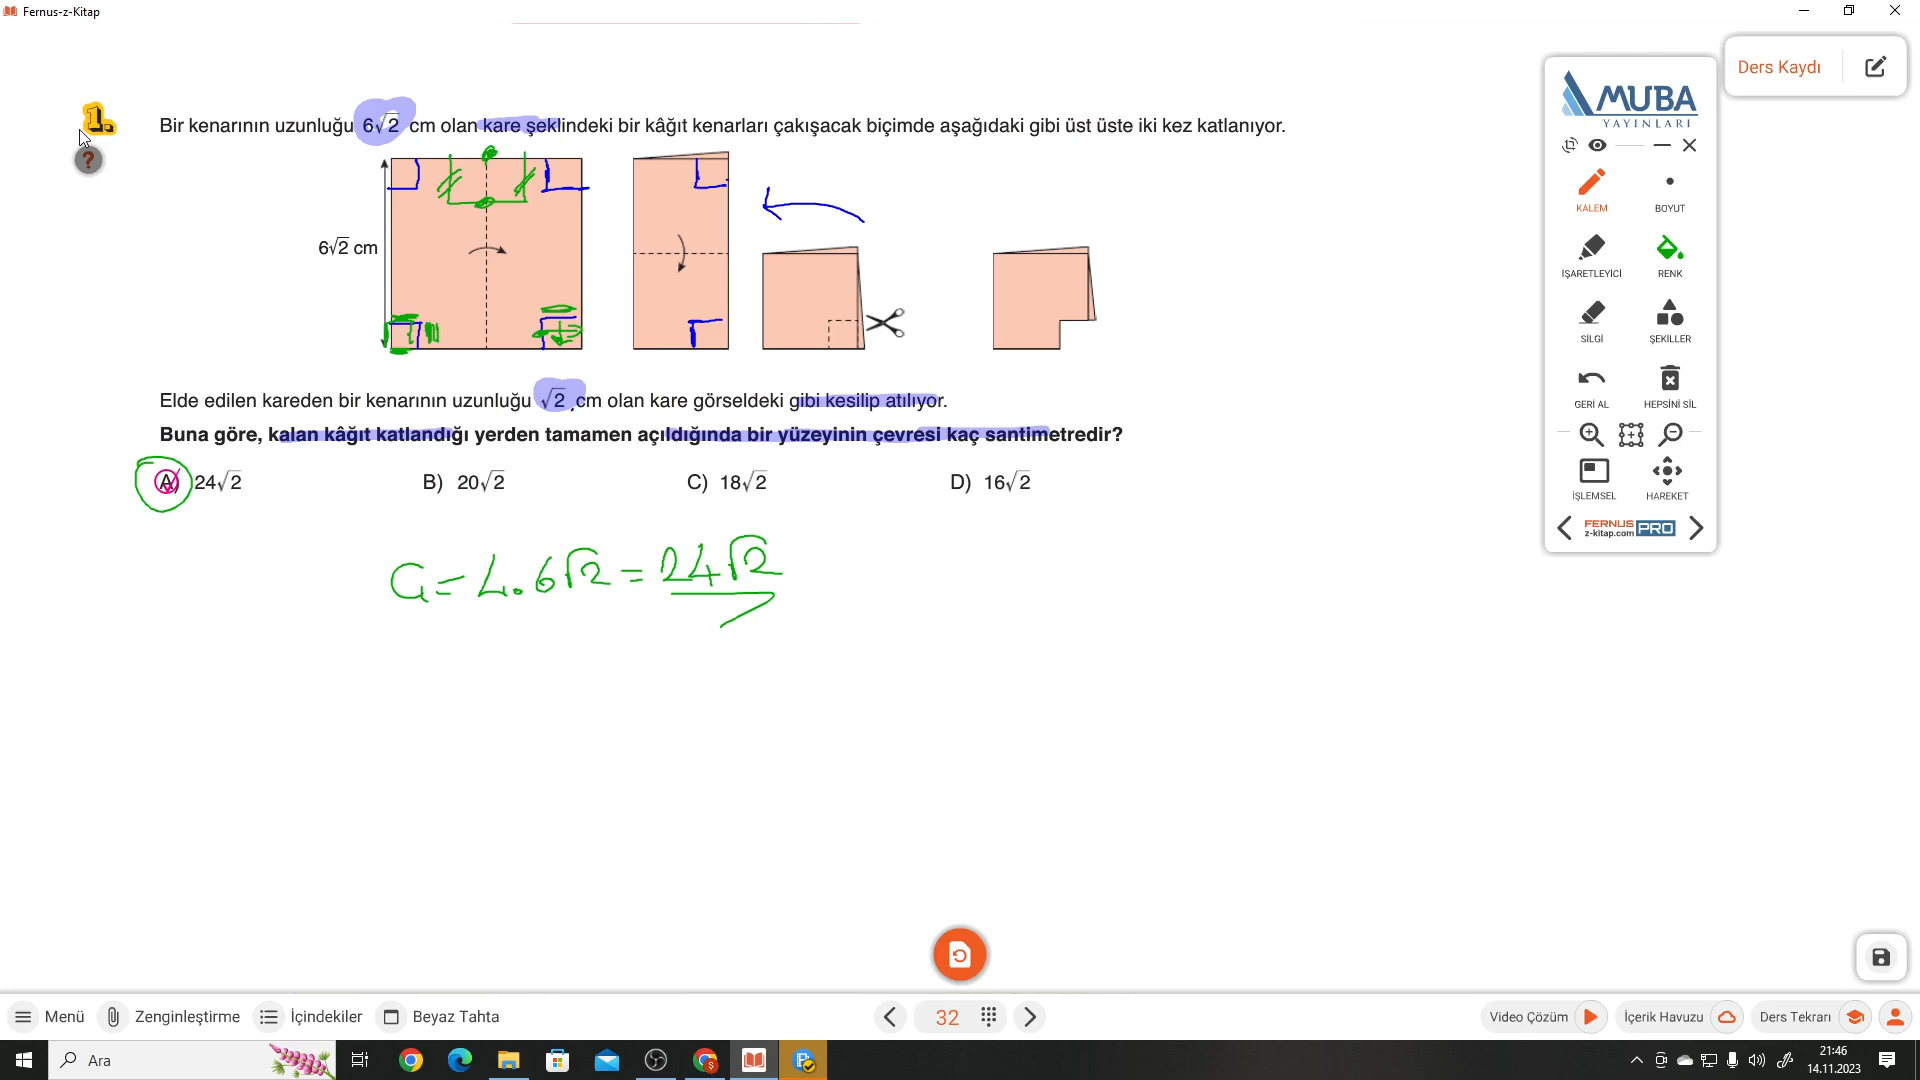 Fernus-z-Kitap
Ders Kaydı
MUBA
YAYINLARI
1.
?
Bir kenarının uzunluğu 6√2 cm olan kare şeklindeki bir kâğıt kenarları çakışacak biçimde aşağıdaki gibi üst üste iki kez katlanıyor.
6√2 cm
KALEM BOYUT
İŞARETLEYİCİ RENK
SİLGİ ŞEKİLLER
GERİ AL HEPSİNİ SİL
İŞLEMSEL HAREKET
FERNUS PRO
z-kitap.com
Elde edilen kareden bir kenarının uzunluğu √2 cm olan kare görseldeki gibi kesilip atılıyor.
Buna göre, kalan kâğıt katlandığı yerden tamamen açıldığında bir yüzeyinin çevresi kaç santimetredir?
A) 24√2 B) 20√2 C) 18√2 D) 16√2
Ç = 4.6√2 = 24√2
Menü Zenginleştirme İçindekiler Beyaz Tahta 32 Video Çözüm İçerik Havuzu Ders Tekrarı
Ara
21:46
14.11.2023